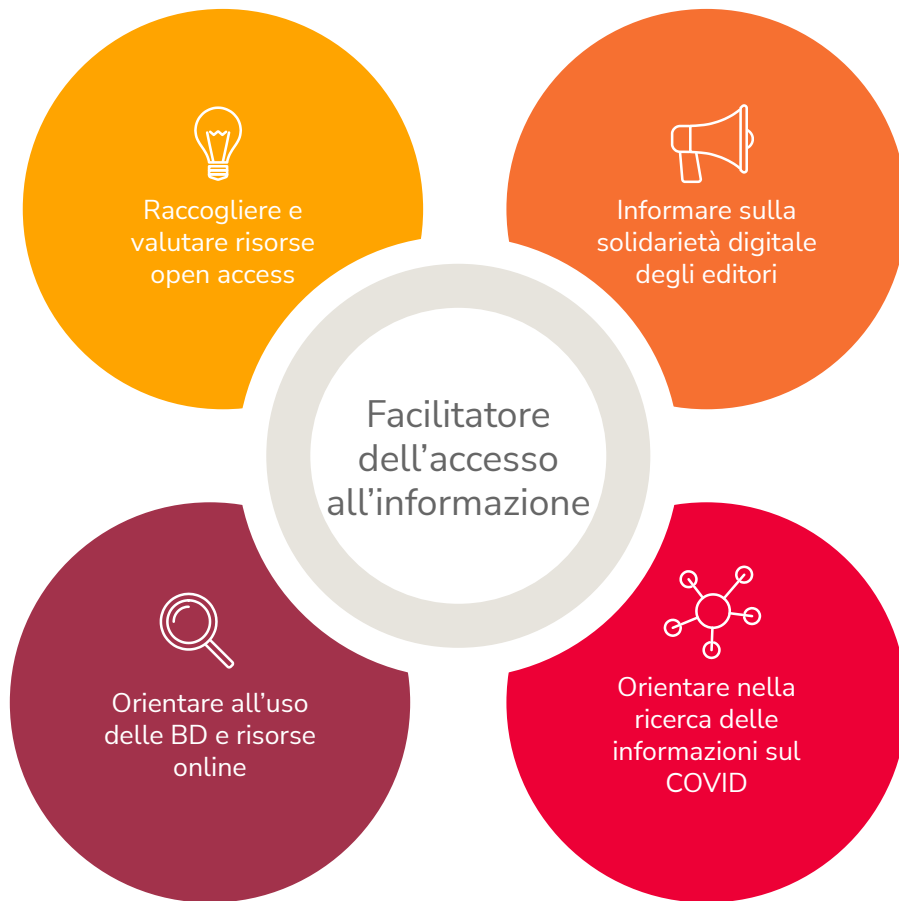 Raccogliere e
valutare risorse
open access
Informare sulla
solidarietà digitale
degli editori
Facilitatore
dell’accesso
all’informazione
Orientare all’uso
delle BD e risorse
online
Orientare nella
ricerca delle
informazioni sul
COVID